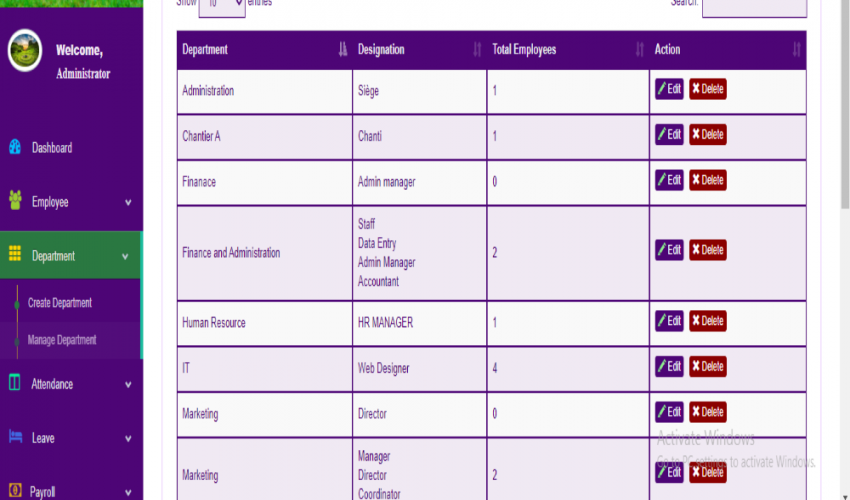 Show 10 entries
Search:
Welcome,
Administrator
Dashboard
Employee
Department
Create Department
Manage Department
Attendance
Leave
Payroll
Department Designation Total Employees Action
Administration Siège 1 Edit Delete
Chantier A Chanti 1 Edit Delete
Finanace Admin manager 0 Edit Delete
Finance and Administration Staff
Data Entry
Admin Manager
Accountant
2 Edit Delete
Human Resource HR MANAGER 1 Edit Delete
IT Web Designer 4 Edit Delete
Marketing Director 0 Edit Delete
Marketing Manager
Director
Coordinator
2 Edit Delete
Activate Windows
Go to PC settings to activate Windows.